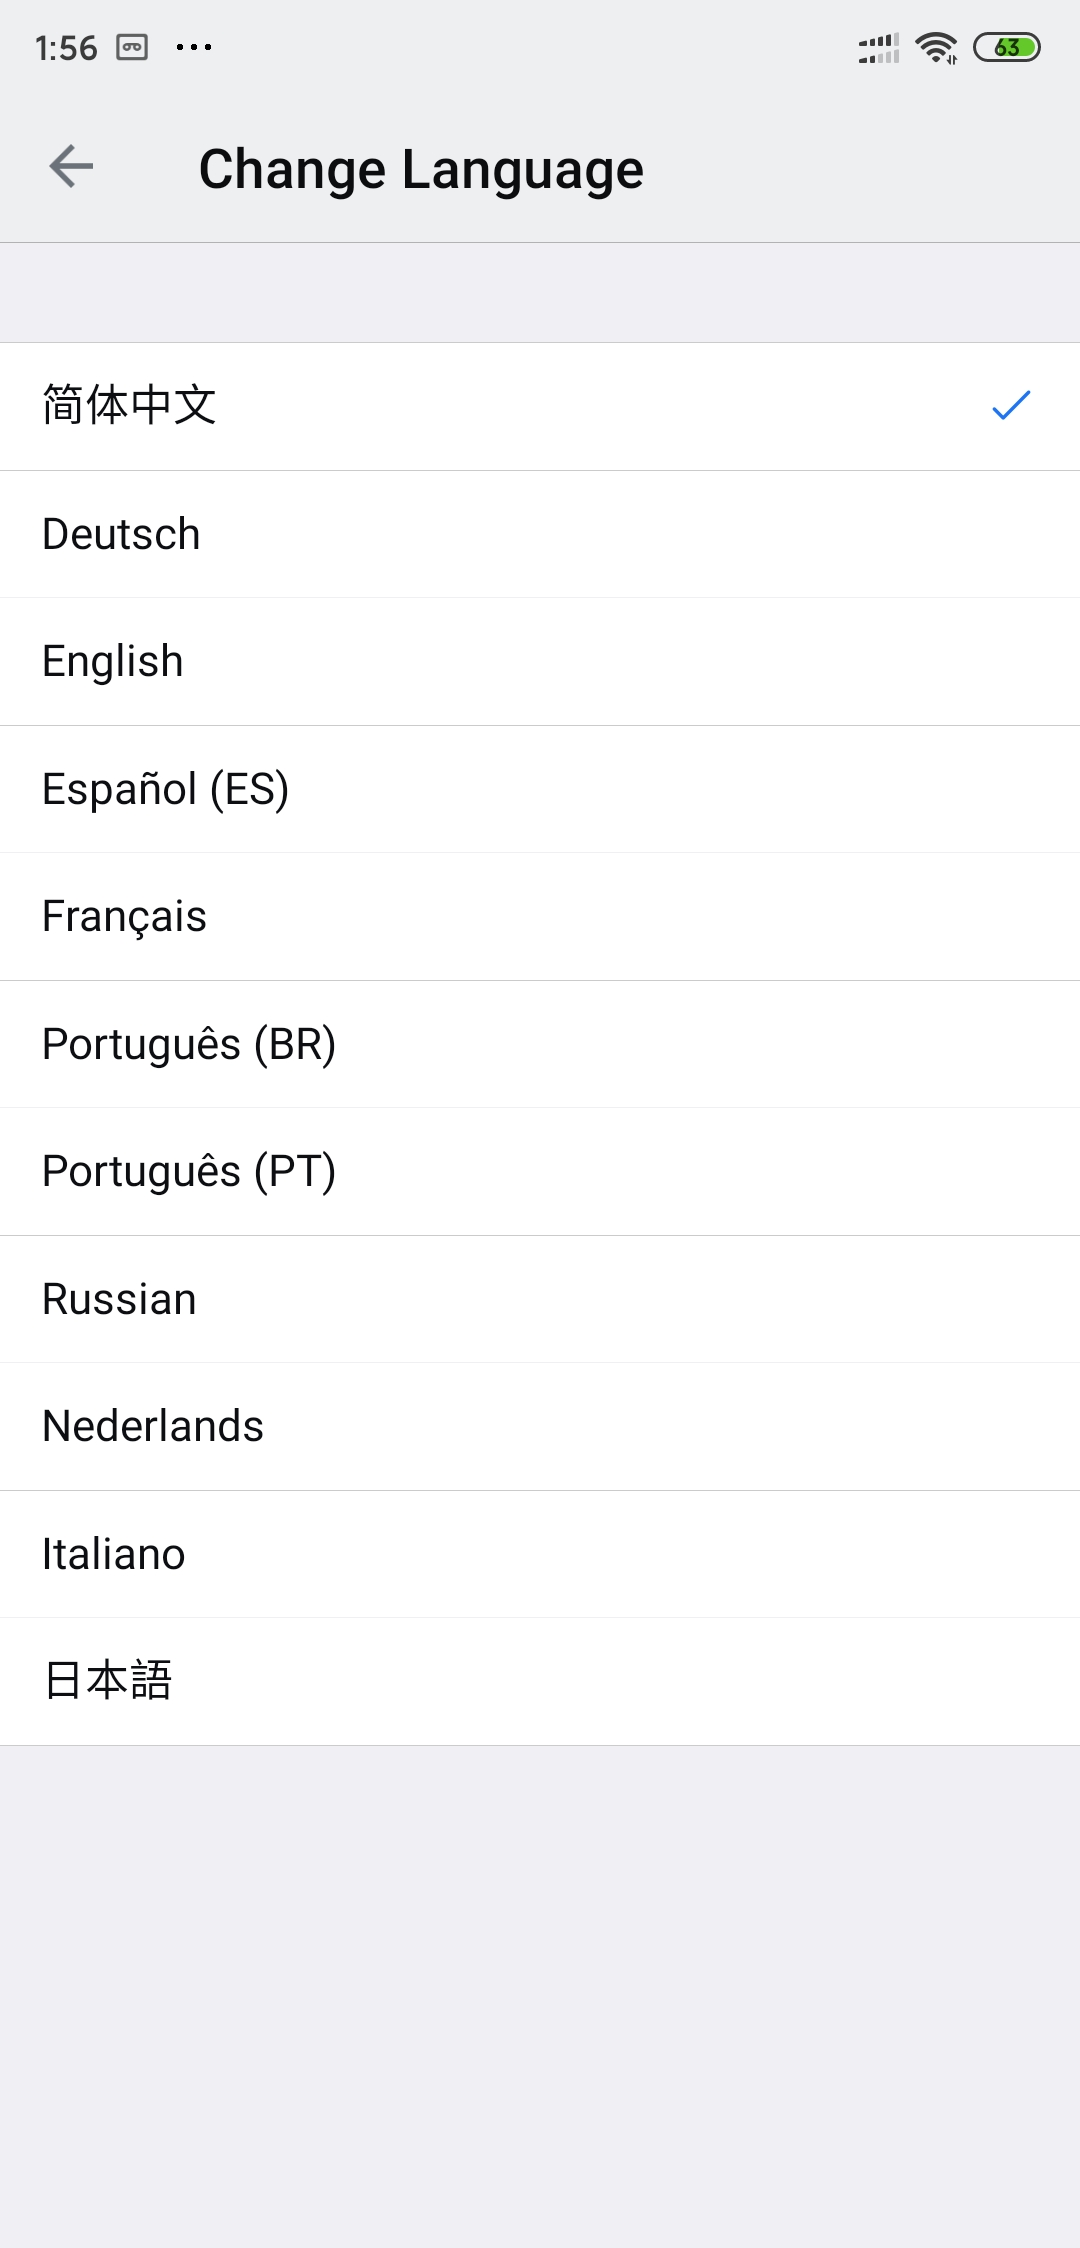 1:56 ... 63
Change Language
简体中文
Deutsch
English
Español (ES)
Français
Português (BR)
Português (PT)
Russian
Nederlands
Italiano
日本語